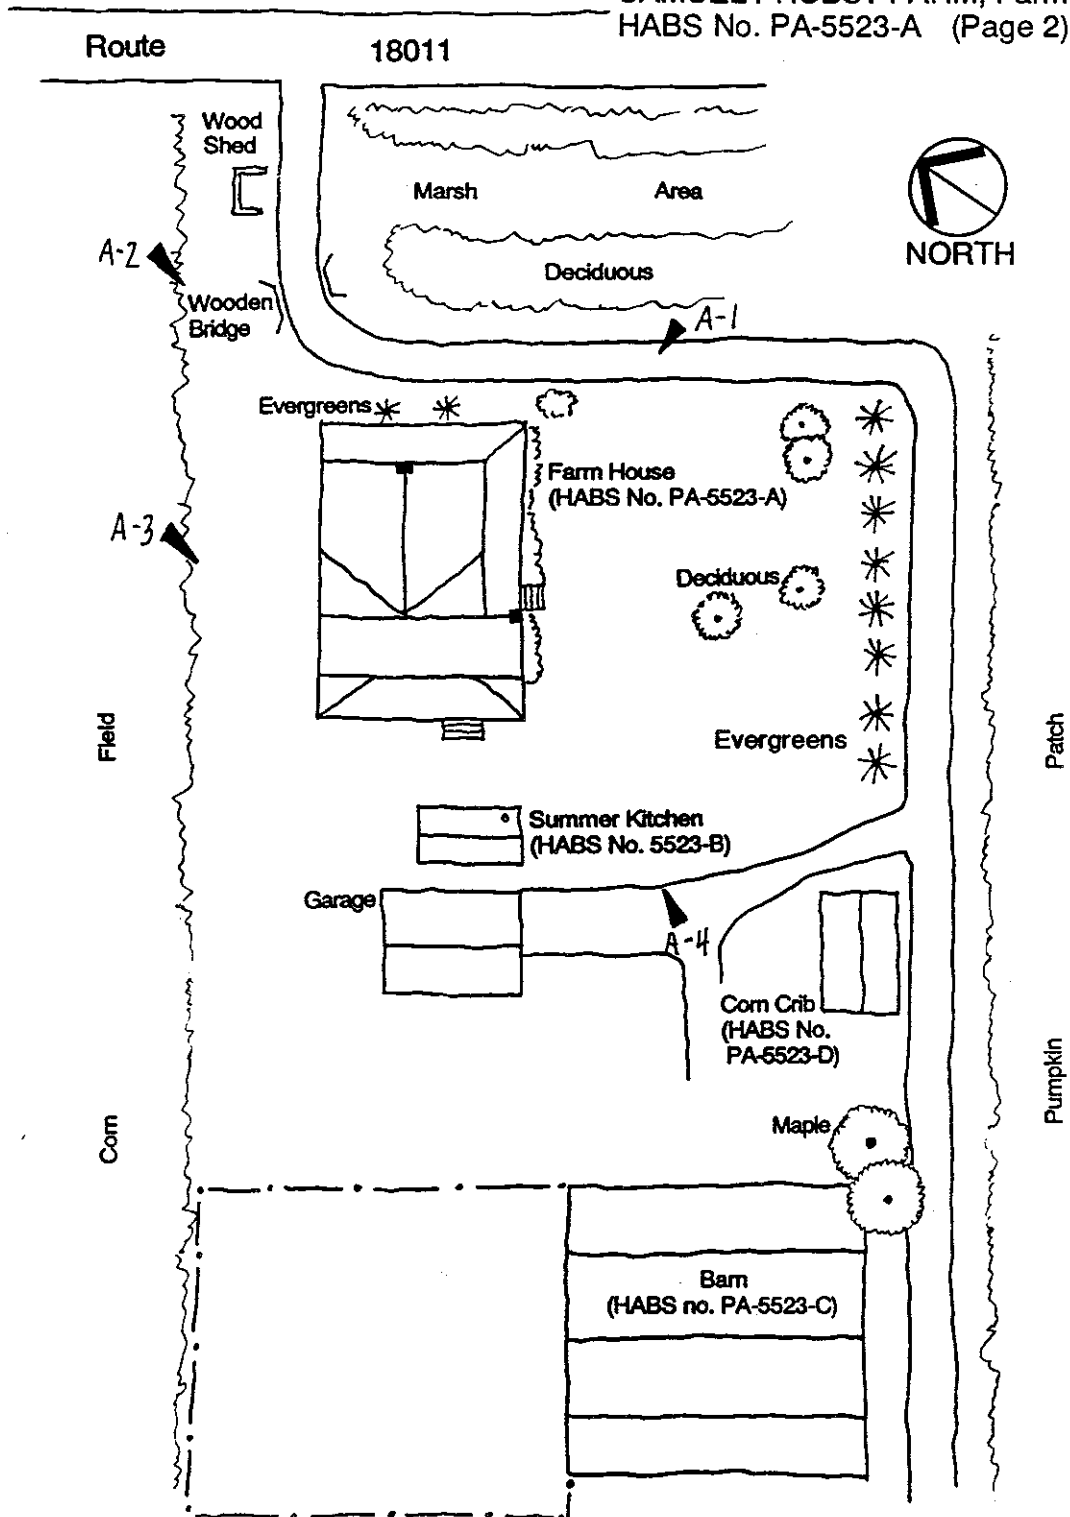 HABS No. PA-5523-A (Page 2)
Route 18011
Wood
Shed
Marsh Area
NORTH
A-2
Deciduous
Wooden
Bridge
A-1
Evergreens
Farm House
(HABS No. PA-5523-A)
A-3
Deciduous
Field
Patch
Evergreens
Summer Kitchen
(HABS No. 5523-B)
Garage
A-4
Corn Crib
(HABS No.
PA-5523-D)
Pumpkin
Corn
Maple
Barn
(HABS no. PA-5523-C)